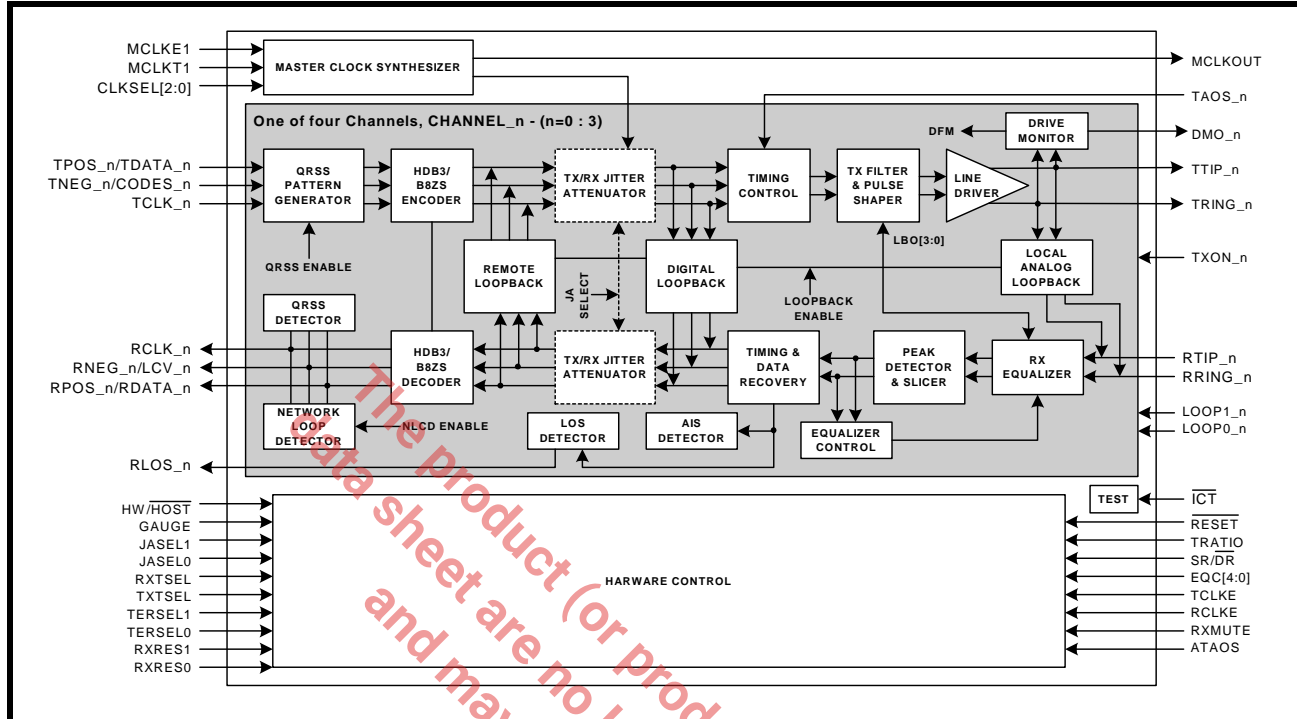 MCLKE1
MCLKT1
CLKSEL[2:0]
MASTER CLOCK SYNTHESIZER
MCLKOUT
TAOS_n
One of four Channels, CHANNEL_n - (n=0 : 3)
DFM
DRIVE
MONITOR
DMO_n
TPOS_n/TDATA_n
TNEG_n/CODES_n
TCLK_n
QRSS
PATTERN
GENERATOR
HDB3/
B8ZS
ENCODER
TX/RX JITTER
ATTENUATOR
TIMING
CONTROL
TX FILTER
& PULSE
SHAPER
LINE
DRIVER
TTIP_n
TRING_n
QRSS ENABLE
REMOTE
LOOPBACK
JA
SELECT
DIGITAL
LOOPBACK
LOOPBACK
ENABLE
LBO[3:0]
LOCAL
ANALOG
LOOPBACK
TXON_n
QRSS
DETECTOR
RCLK_n
RNEG_n/LCV_n
RPOS_n/RDATA_n
HDB3/
B8ZS
DECODER
TX/RX JITTER
ATTENUATOR
TIMING &
DATA
RECOVERY
PEAK
DETECTOR
& SLICER
RX
EQUALIZER
RTIP_n
RRING_n
NETWORK
LOOP
DETECTOR
NLCD ENABLE
LOS
DETECTOR
AIS
DETECTOR
EQUALIZER
CONTROL
LOOP1_n
LOOP0_n
RLOS_n
TEST
ICT
HW/HOST
GAUGE
JASEL1
JASEL0
RXTSEL
TXTSEL
TERSEL1
TERSEL0
RXRES1
RXRES0
HARWARE CONTROL
RESET
TRATIO
SR/DR
EQC[4:0]
TCLKE
RCLKE
RXMUTE
ATAOS
The product (or prod
data sheet are no
and may